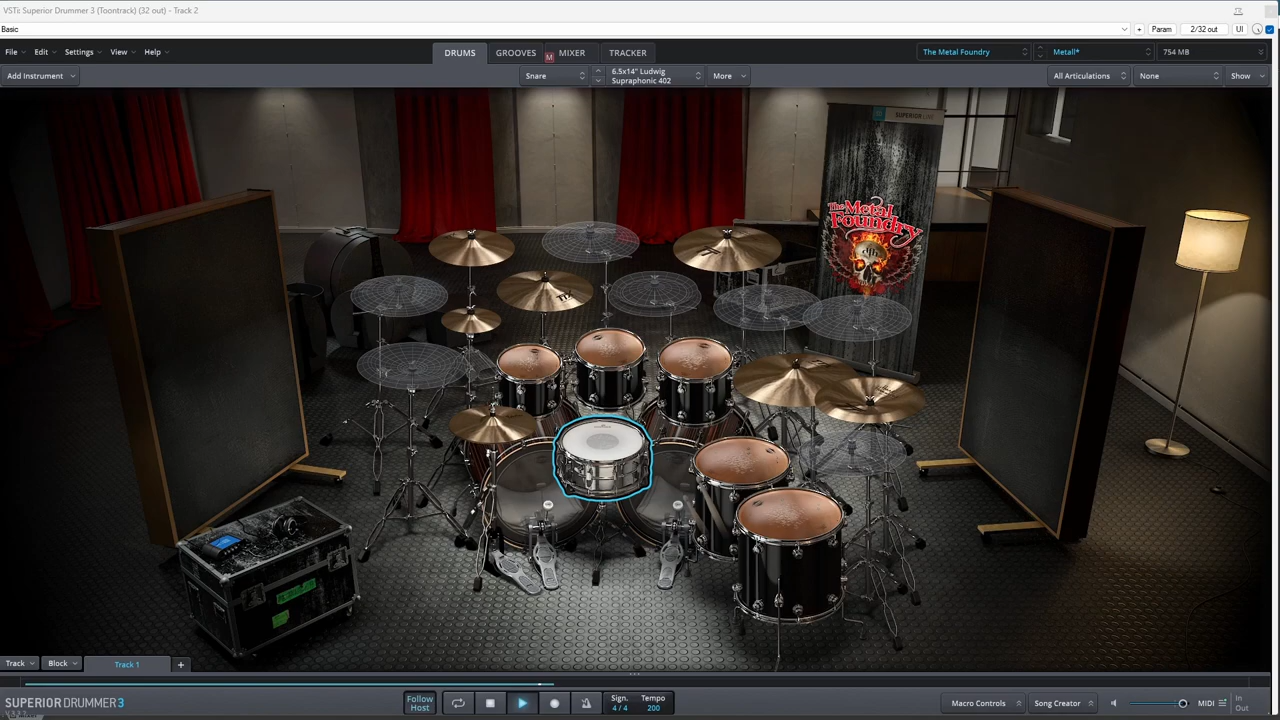 VSTi: Superior Drummer 3 (Toontrack) (32 out) - Track 2
Basic
+ Param 2/32 out UI
File Edit Settings View Help
DRUMS GROOVES M MIXER TRACKER
The Metal Foundry Metall* 754 MB
Add Instrument Snare 6.5x14" Ludwig
Supraphonic 402
More All Articulations None Show
SUPERIOR LINE
The Metal
Foundry
Track Block Track 1 +
SUPERIOR DRUMMER 3
Follow
Host
Sign. Tempo
4/4 200
Macro Controls Song Creator MIDI In
Out